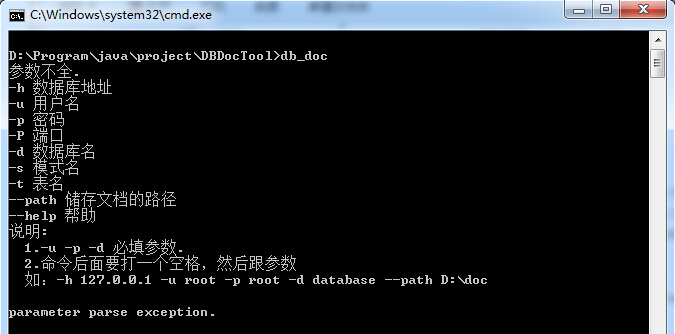 C:\Windows\system32\cmd.exe
D:\Program\java\project\DBDocTool>db_doc
参数不全.
-h 数据库地址
-u 用户名
-p 密码
-P 端口
-d 数据库名
-s 模式名
-t 表名
--path 储存文档的路径
--help 帮助
说明:
1.-u -p -d 必填参数.
2.命令后面要打一个空格，然后跟参数
如：-h 127.0.0.1 -u root -p root -d database --path D:\doc
parameter parse exception.